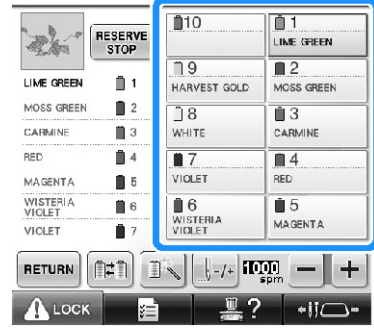 RESERVE
STOP
LIME GREEN 1
MOSS GREEN 2
CARMINE 3
RED 4
MAGENTA 5
WISTERIA
VIOLET 6
VIOLET 7
10
1
LIME GREEN
9
HARVEST GOLD
2
MOSS GREEN
8
WHITE
3
CARMINE
7
VIOLET
4
RED
6
WISTERIA
VIOLET
5
MAGENTA
RETURN
-/+
1000
spm
-
+
LOCK
?